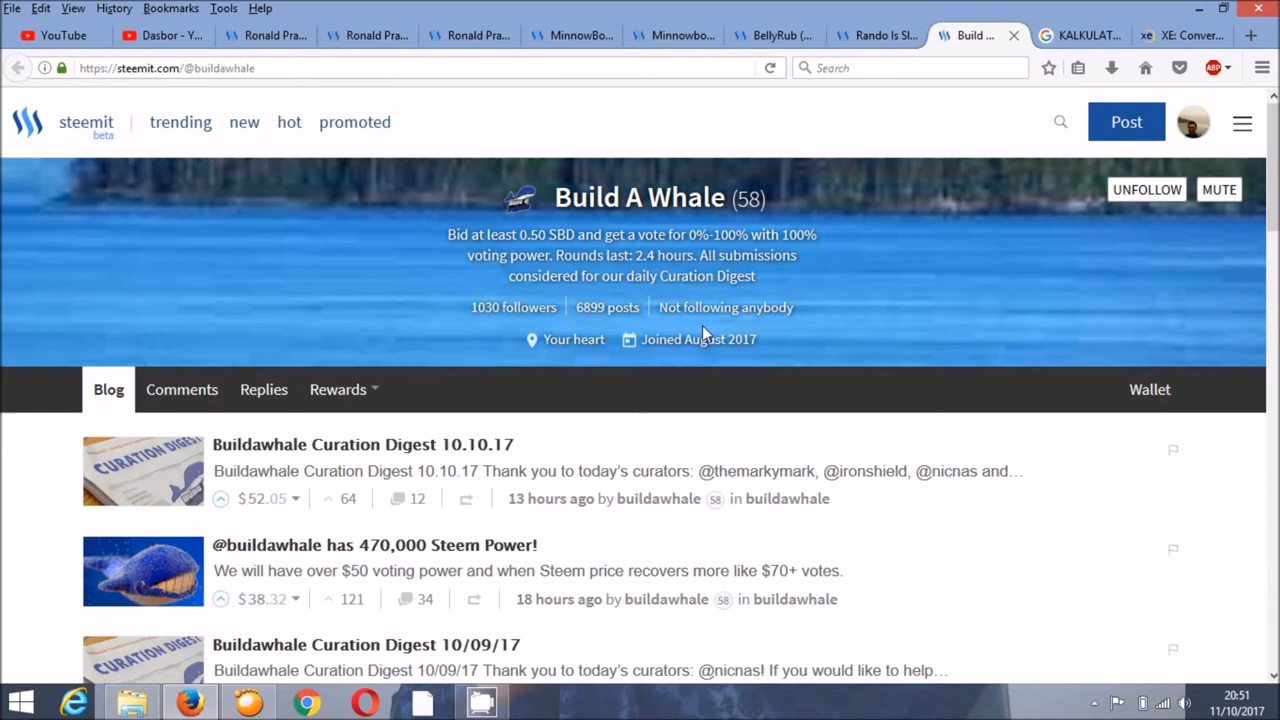 File Edit View History Bookmarks Tools Help
YouTube
Dasbor - Y...
Ronald Pra...
Ronald Pra...
Ronald Pra...
MinnowBo...
Minnowbo...
BellyRub (...
Rando Is Sl...
Build ...
KALKULAT...
XE: Conver...
https://steemit.com/@buildawhale
Search
ABP
steemit
beta
trending new hot promoted
Post
Build A Whale (58)
UNFOLLOW MUTE
Bid at least 0.50 SBD and get a vote for 0%-100% with 100%
voting power. Rounds last: 2.4 hours. All submissions
considered for our daily Curation Digest
1030 followers 6899 posts Not following anybody
Your heart Joined August 2017
Blog Comments Replies Rewards Wallet
CURATION DIGEST
Buildawhale Curation Digest 10.10.17
Buildawhale Curation Digest 10.10.17 Thank you to today's curators: @themarkymark, @ironshield, @nicnas and...
$52.05 64 12 13 hours ago by buildawhale 58 in buildawhale
@buildawhale has 470,000 Steem Power!
We will have over $50 voting power and when Steem price recovers more like $70+ votes.
$38.32 121 34 18 hours ago by buildawhale 58 in buildawhale
CURATION DIGEST
Buildawhale Curation Digest 10/09/17
Buildawhale Curation Digest 10/09/17 Thank you to today's curators: @nicnas! If you would like to help...
20:51
11/10/2017